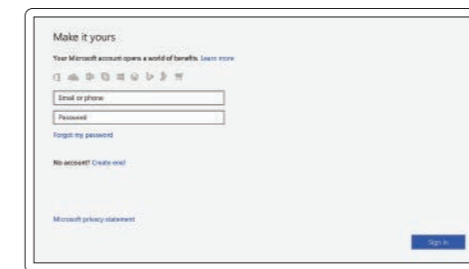 Make it yours
Your Microsoft account opens a world of benefits. Learn more
Email or phone
Password
Forgot my password
No account? Create one!
Microsoft privacy statement
Sign in